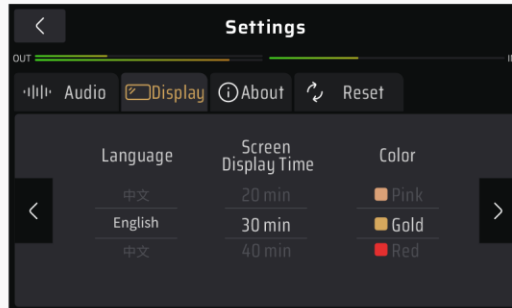 Settings
OUT
IN
Audio
Display
About
Reset
Language
Screen
Display Time
Color
中文
20 min
Pink
English
30 min
Gold
中文
40 min
Red